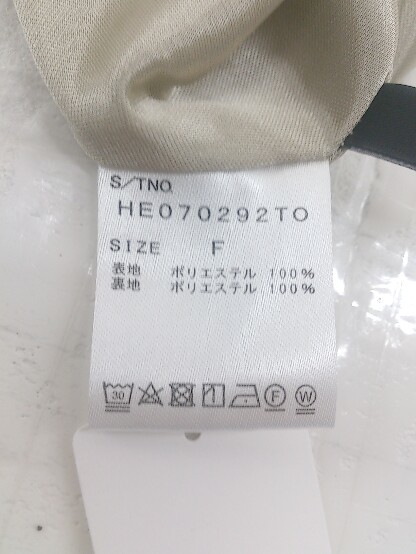 S/TNO.
HE070292TO
SIZE F
表地 ポリエステル 100%
裏地 ポリエステル 100%
30 F W